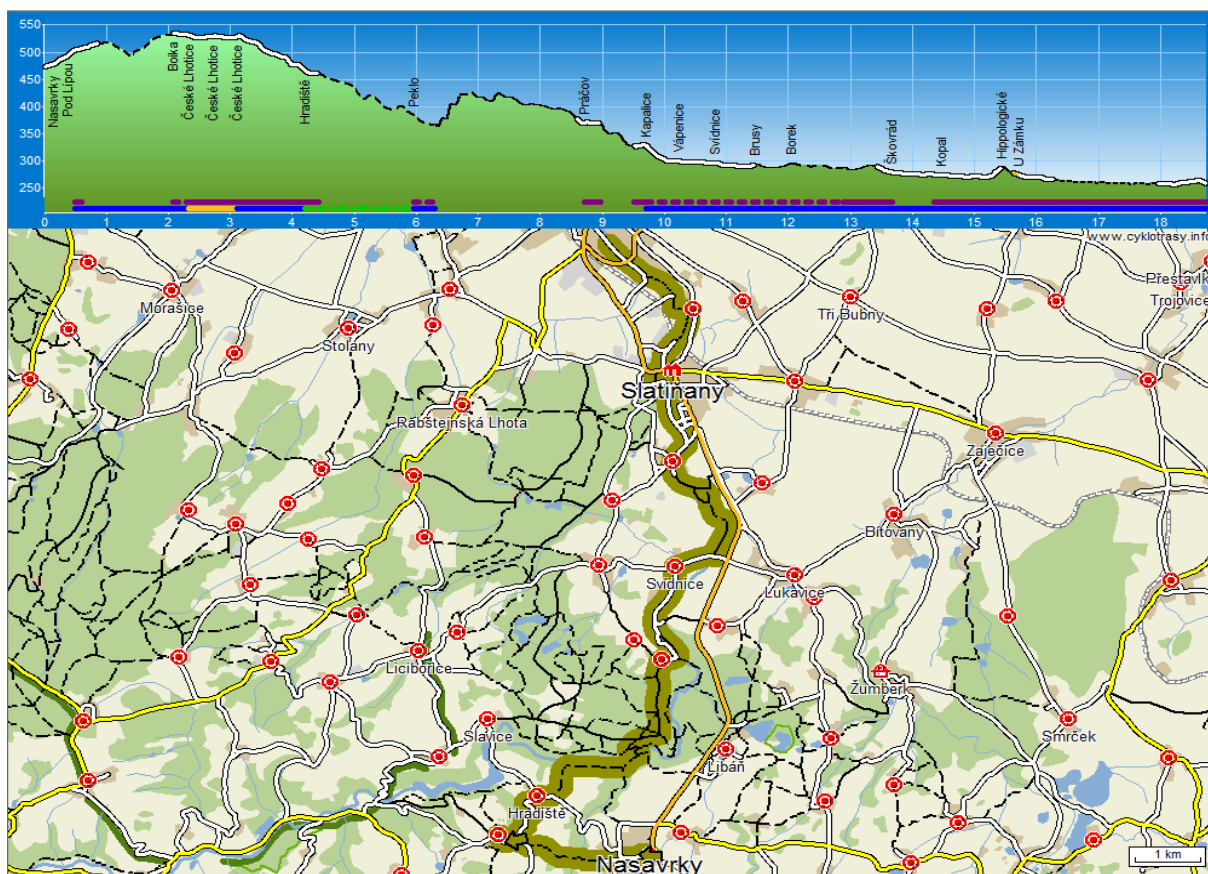 550
500
450
400
350
300
250
Nasavrky
Pod Lipou
Boika
České Lhotice
České Lhotice
České Lhotice
Hradiště
Peklo
Práčov
Kapalice
Vápenice
Svídnice
Brusy
Borek
Škovrád
Kopal
Hippologické
U Zámku
0 1 2 3 4 5 6 7 8 9 10 11 12 13 14 15 16 17 18
www.cyklotrasy.info
Morašice
Stolany
Tři Bubny
Přestavlk
Trojovice
Slatiňany
Rabštejnská Lhota
Zaječice
Bítovany
Svídnice
Lukavice
Licibořice
Žumberk
Slavice
Libáň
Smrček
Hradiště
Nasavrky
1 km